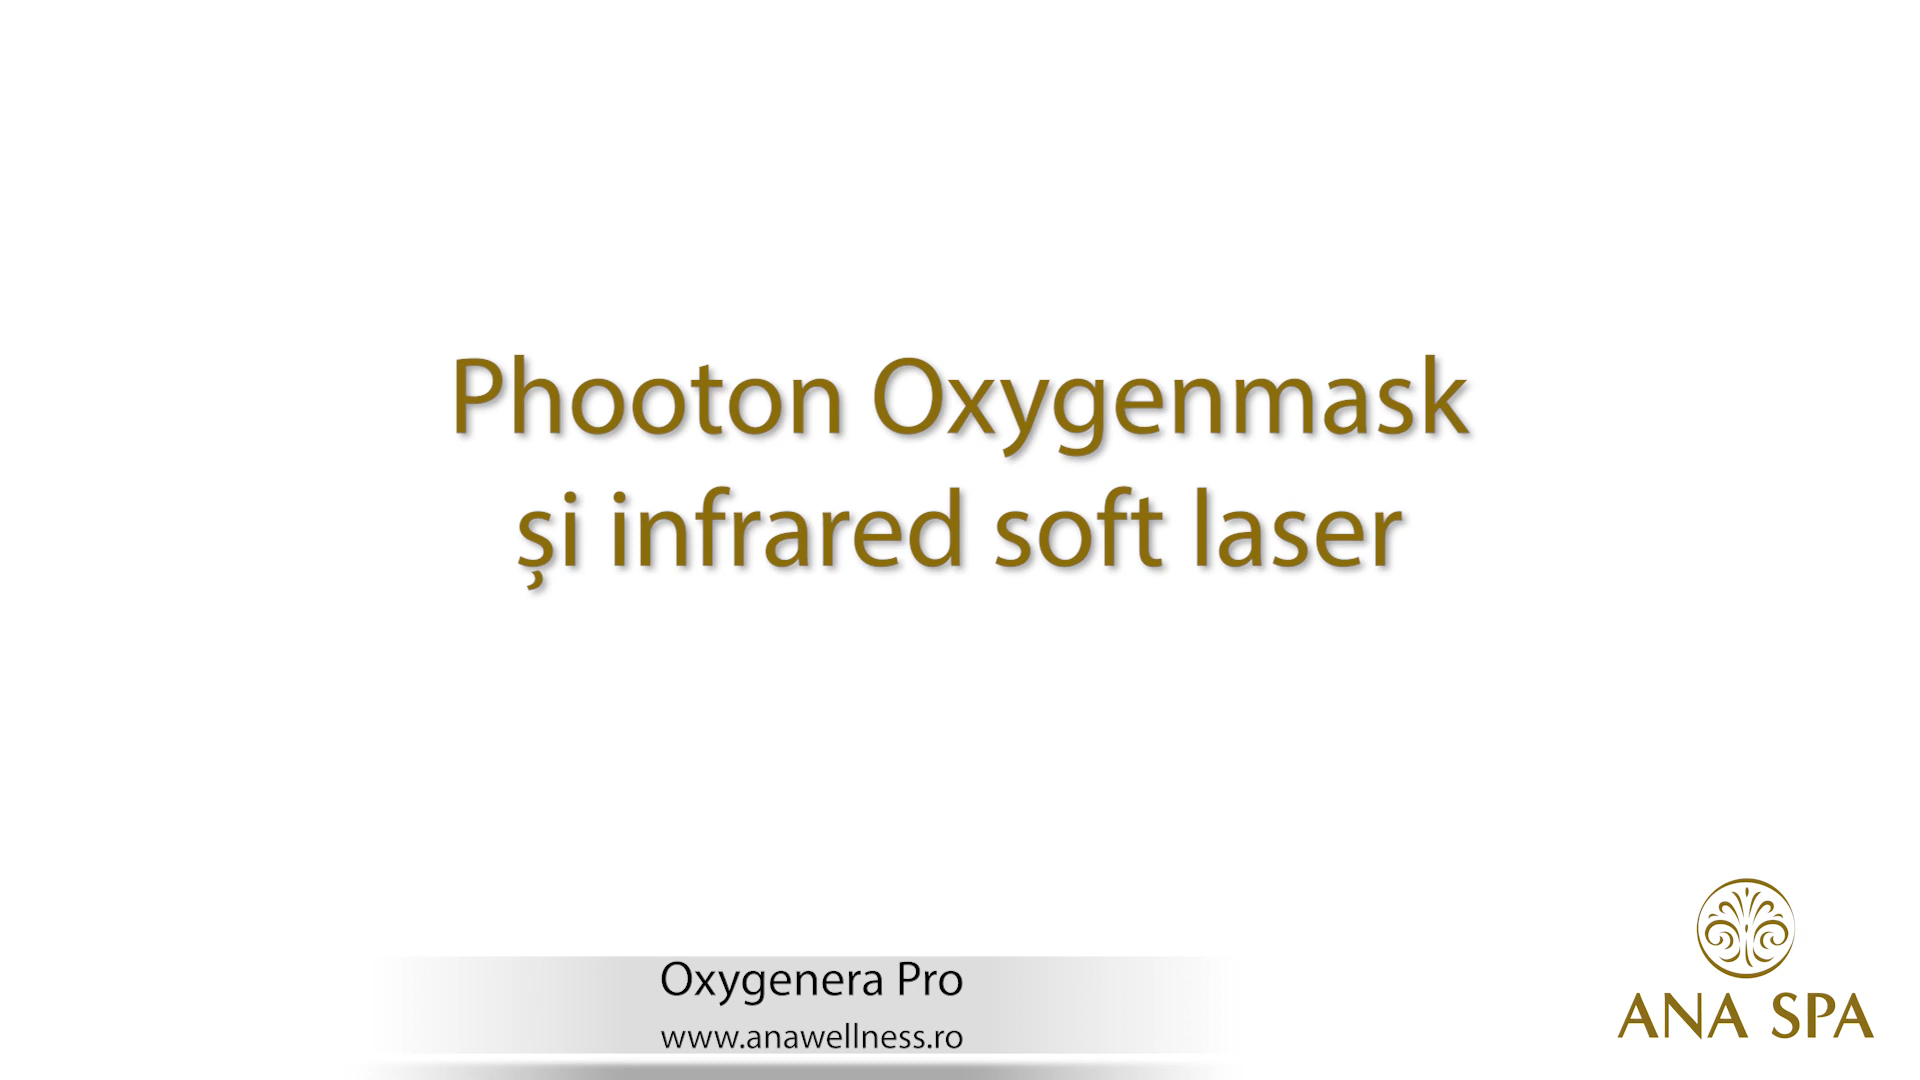 Phooton Oxygenmask
și infrared soft laser
Oxygenera Pro
www.anawellness.ro
ANA SPA